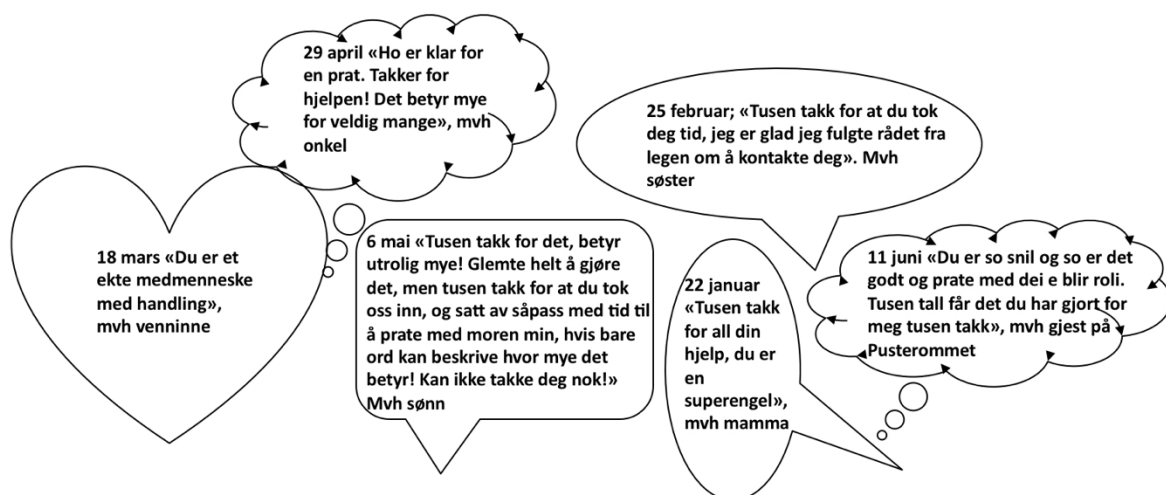 29 april «Ho er klar for
en prat. Takker for
hjelpen! Det betyr mye
for veldig mange», mvh
onkel
25 februar; «Tusen takk for at du tok
deg tid, jeg er glad jeg fulgte rådet fra
legen om å kontakte deg». Mvh
søster
18 mars «Du er et
ekte medmenneske
med handling»,
mvh venninne
6 mai «Tusen takk for det, betyr
utrolig mye! Glemte helt å gjøre
det, men tusen takk for at du tok
oss inn, og satt av såpass med tid til
å prate med moren min, hvis bare
ord kan beskrive hvor mye det
betyr! Kan ikke takke deg nok!»
Mvh sønn
22 januar
«Tusen takk
for all din
hjelp, du er
en
superengel»,
mvh mamma
11 juni «Du er so snil og so er det
godt og prate med dei e blir roli.
Tusen tall får det du har gjort for
meg tusen takk», mvh gjest på
Pusterommet